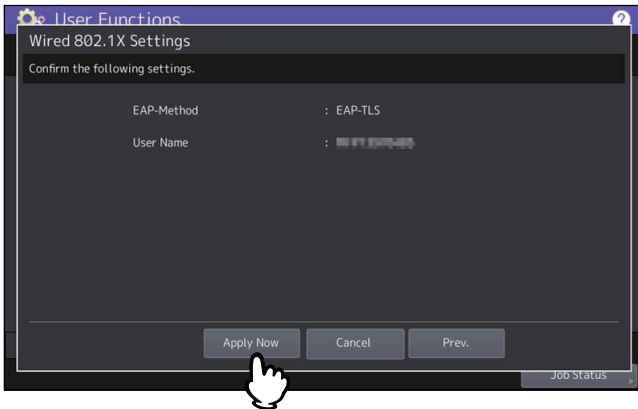 User Functions
?
Wired 802.1X Settings
Confirm the following settings.
EAP-Method : EAP-TLS
User Name :
Apply Now Cancel Prev.
Job Status